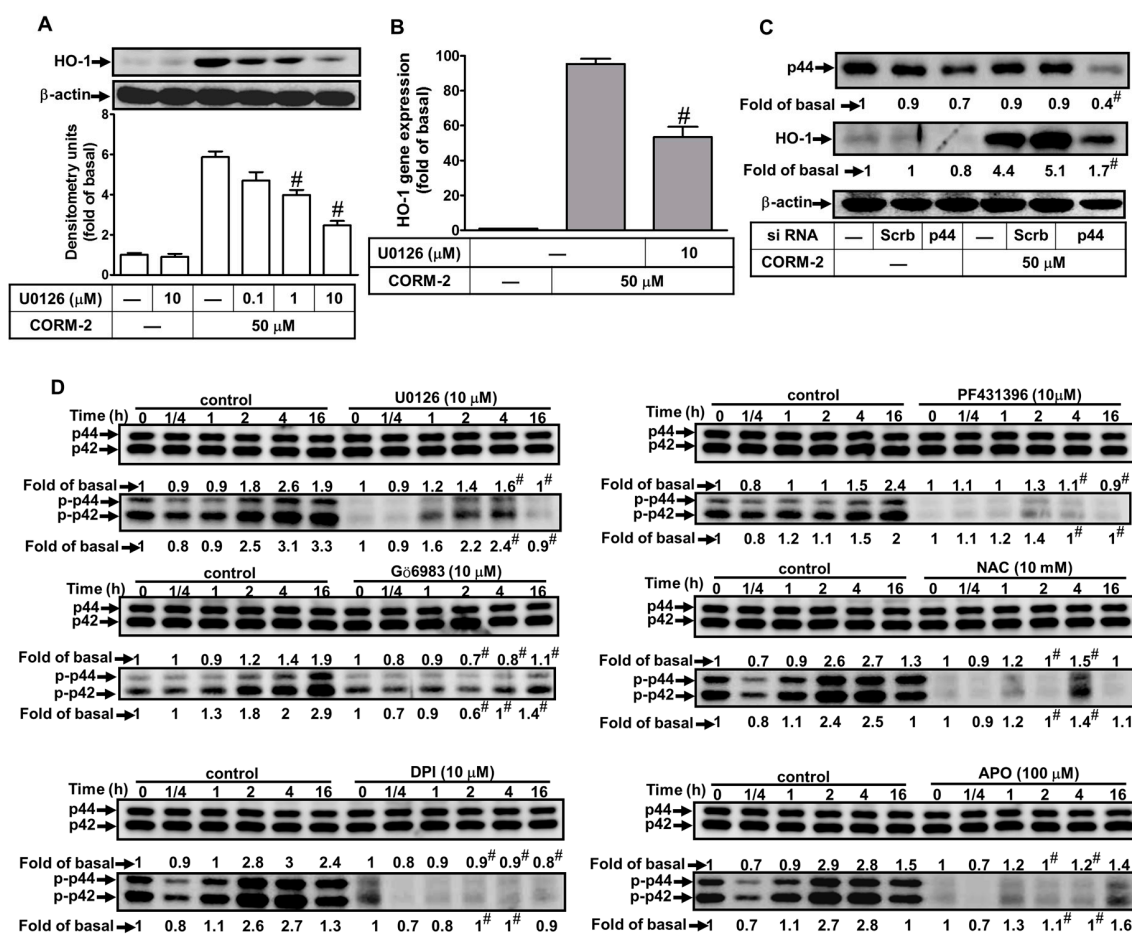 A
HO-1
β-actin
Densitometry units
(fold of basal)
8
6
4
2
0
#
#
U0126 (μM) — 10 — 0.1 1 10
CORM-2 — 50 μM
B
HO-1 gene expression
(fold of basal)
100
80
60
40
20
0
#
U0126 (μM) — 10
CORM-2 — 50 μM
C
p44
Fold of basal 1 0.9 0.7 0.9 0.9 0.4#
HO-1
Fold of basal 1 1 0.8 4.4 5.1 1.7#
β-actin
si RNA — Scrb p44 — Scrb p44
CORM-2 — 50 μM
D
control U0126 (10 μM)
Time (h) 0 1/4 1 2 4 16 0 1/4 1 2 4 16
p44
p42
Fold of basal 1 0.9 0.9 1.8 2.6 1.9 1 0.9 1.2 1.4 1.6# 1#
p-p44
p-p42
Fold of basal 1 0.8 0.9 2.5 3.1 3.3 1 0.9 1.6 2.2 2.4# 0.9#
control PF431396 (10μM)
Time (h) 0 1/4 1 2 4 16 0 1/4 1 2 4 16
p44
p42
Fold of basal 1 0.8 1 1 1.5 2.4 1 1.1 1 1.3 1.1# 0.9#
p-p44
p-p42
Fold of basal 1 0.8 1.2 1.1 1.5 2 1 1.1 1.2 1.4 1# 1#
control Gö6983 (10 μM)
Time (h) 0 1/4 1 2 4 16 0 1/4 1 2 4 16
p44
p42
Fold of basal 1 1 0.9 1.2 1.4 1.9 1 0.8 0.9 0.7# 0.8# 1.1#
p-p44
p-p42
Fold of basal 1 1 1.3 1.8 2 2.9 1 0.7 0.9 0.6# 1# 1.4#
control NAC (10 mM)
Time (h) 0 1/4 1 2 4 16 0 1/4 1 2 4 16
p44
p42
Fold of basal 1 0.7 0.9 2.6 2.7 1.3 1 0.9 1.2 1# 1.5# 1
p-p44
p-p42
Fold of basal 1 0.8 1.1 2.4 2.5 1 1 0.9 1.2 1# 1.4# 1.1
control DPI (10 μM)
Time (h) 0 1/4 1 2 4 16 0 1/4 1 2 4 16
p44
p42
Fold of basal 1 0.9 1 2.8 3 2.4 1 0.8 0.9 0.9# 0.9# 0.8#
p-p44
p-p42
Fold of basal 1 0.8 1.1 2.6 2.7 1.3 1 0.7 0.8 1# 1# 0.9
control APO (100 μM)
Time (h) 0 1/4 1 2 4 16 0 1/4 1 2 4 16
p44
p42
Fold of basal 1 0.7 0.9 2.9 2.8 1.5 1 0.7 1.2 1# 1.2# 1.4
p-p44
p-p42
Fold of basal 1 0.7 1.1 2.7 2.8 1 1 0.7 1.3 1.1# 1# 1.6